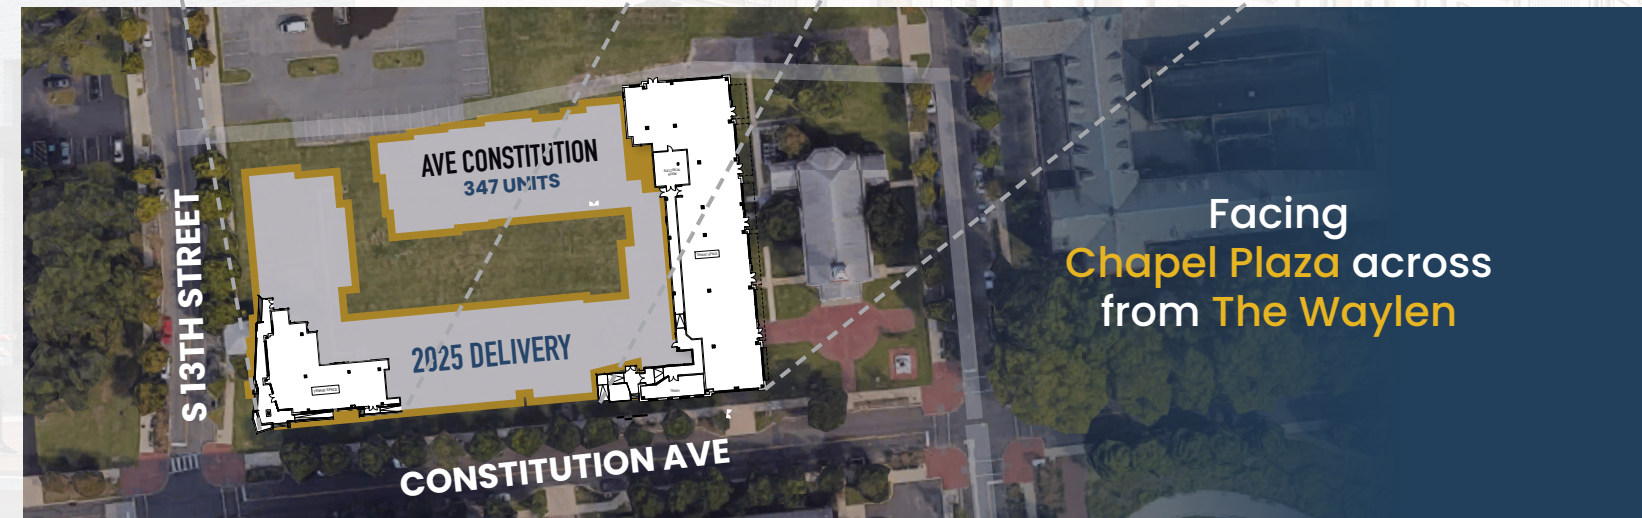 AVE CONSTITUTION
347 UNITS
2025 DELIVERY
S 13TH STREET
CONSTITUTION AVE
Facing
Chapel Plaza across
from The Waylen